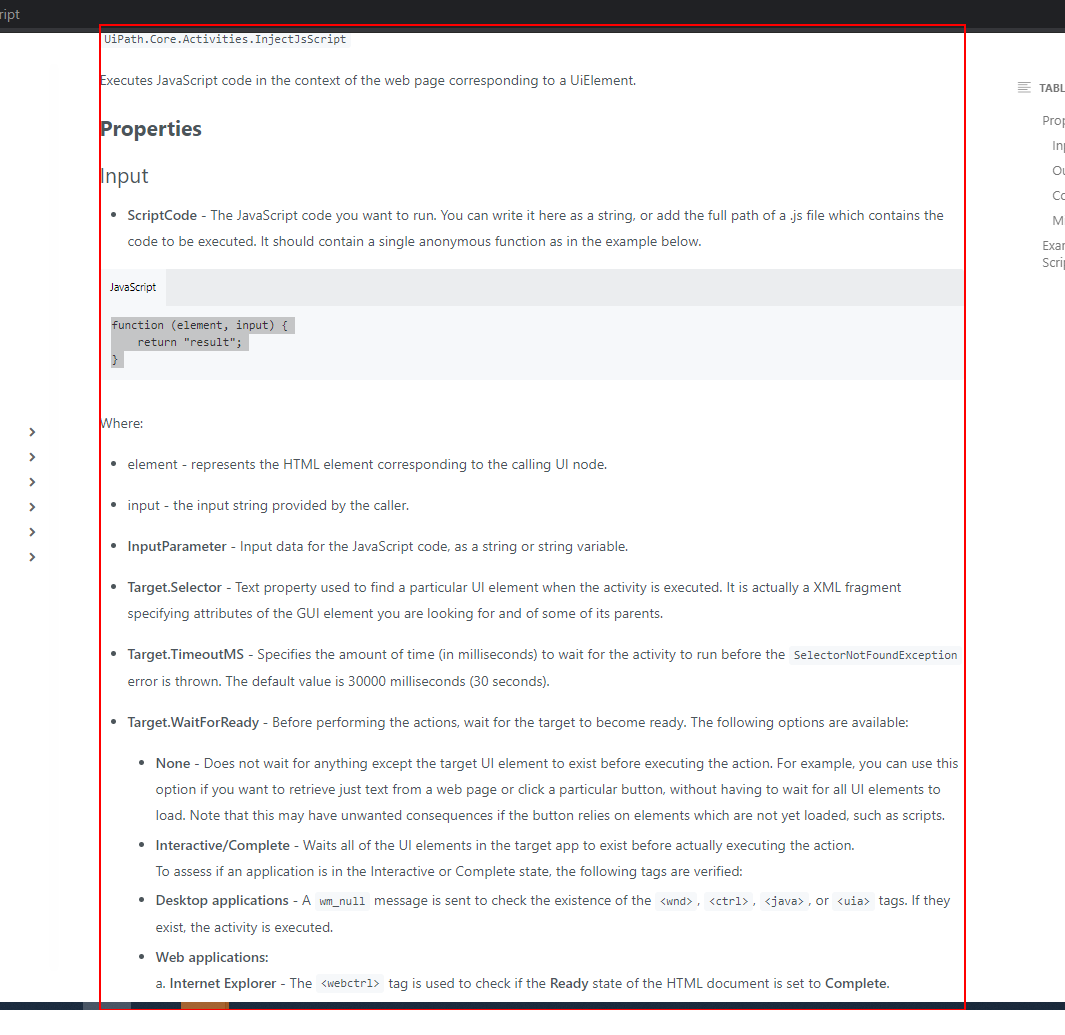 ript
UiPath.Core.Activities.InjectJsScript
Executes JavaScript code in the context of the web page corresponding to a UiElement.
Properties
Input
ScriptCode - The JavaScript code you want to run. You can write it here as a string, or add the full path of a .js file which contains the
code to be executed. It should contain a single anonymous function as in the example below.
JavaScript
function (element, input) {
return "result";
}
Where:
element - represents the HTML element corresponding to the calling UI node.
input - the input string provided by the caller.
InputParameter - Input data for the JavaScript code, as a string or string variable.
Target.Selector - Text property used to find a particular UI element when the activity is executed. It is actually a XML fragment
specifying attributes of the GUI element you are looking for and of some of its parents.
Target.TimeoutMS - Specifies the amount of time (in milliseconds) to wait for the activity to run before the SelectorNotFoundException
error is thrown. The default value is 30000 milliseconds (30 seconds).
Target.WaitForReady - Before performing the actions, wait for the target to become ready. The following options are available:
None - Does not wait for anything except the target UI element to exist before executing the action. For example, you can use this
option if you want to retrieve just text from a web page or click a particular button, without having to wait for all UI elements to
load. Note that this may have unwanted consequences if the button relies on elements which are not yet loaded, such as scripts.
Interactive/Complete - Waits all of the UI elements in the target app to exist before actually executing the action.
To assess if an application is in the Interactive or Complete state, the following tags are verified:
Desktop applications - A wm_null message is sent to check the existence of the <wnd>, <ctrl>, <java>, or <uia> tags. If they
exist, the activity is executed.
Web applications:
a. Internet Explorer - The <webctrl> tag is used to check if the Ready state of the HTML document is set to Complete.
TABL
Prop
Inp
Ou
Co
Mi
Exar
Scrip